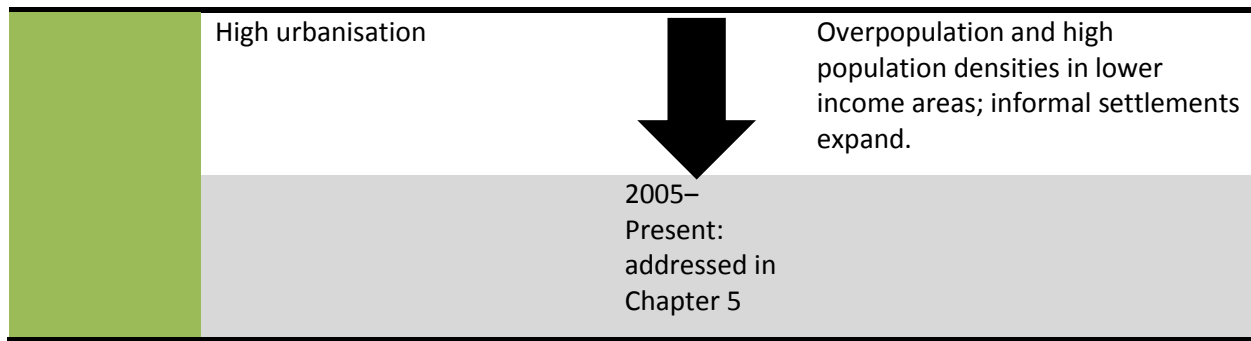 High urbanisation
Overpopulation and high
population densities in lower
income areas; informal settlements
expand.
2005–
Present:
addressed in
Chapter 5